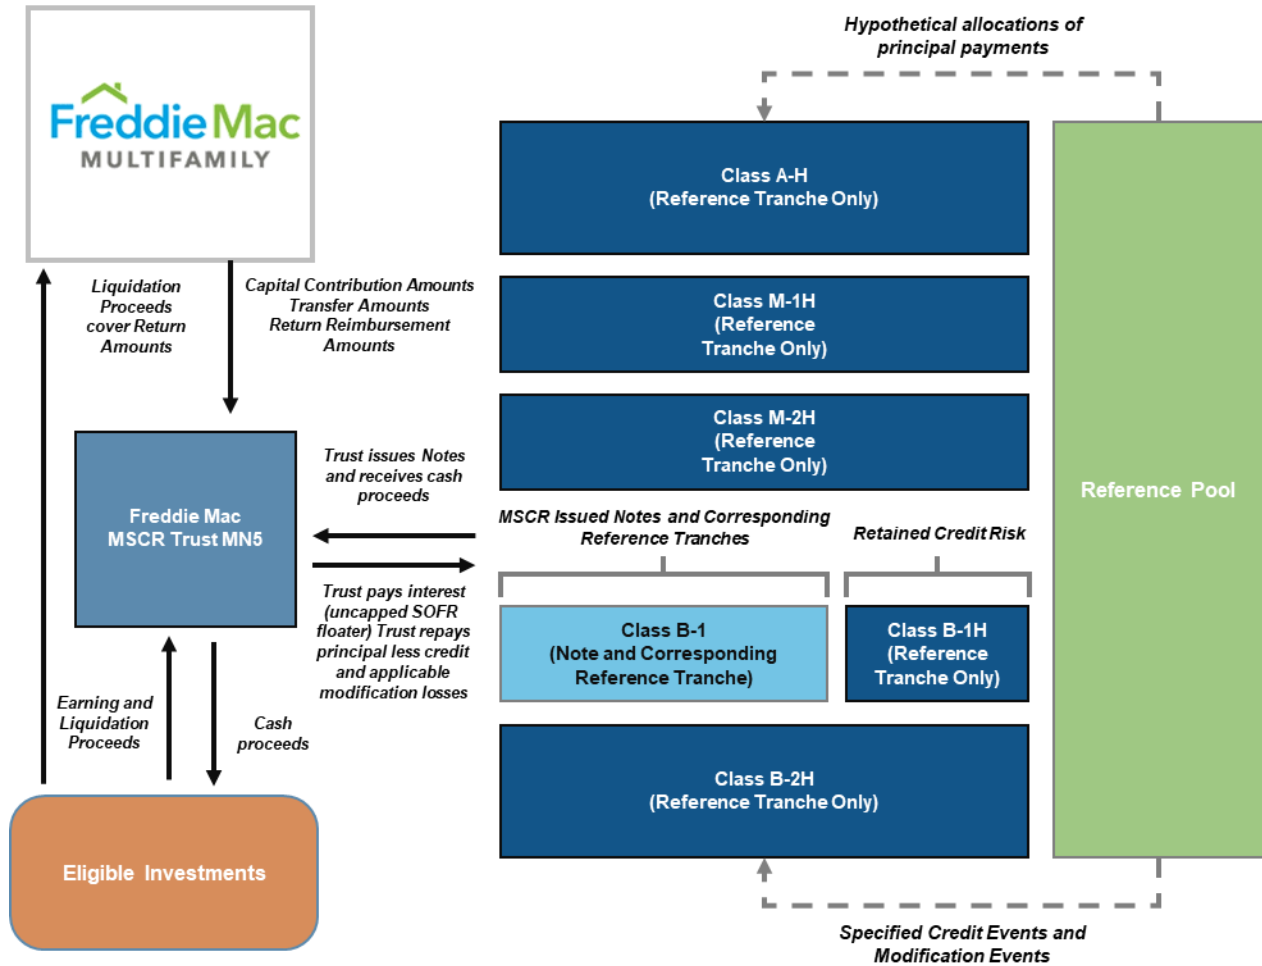 Hypothetical allocations of
principal payments
Freddie Mac
MULTIFAMILY
Class A-H
(Reference Tranche Only)
Liquidation
Proceeds
cover Return
Amounts
Capital Contribution Amounts
Transfer Amounts
Return Reimbursement
Amounts
Class M-1H
(Reference
Tranche Only)
Class M-2H
(Reference
Tranche Only)
Reference Pool
Trust issues Notes
and receives cash
proceeds
Freddie Mac
MSCR Trust MN5
MSCR Issued Notes and Corresponding
Reference Tranches
Retained Credit Risk
Trust pays interest
(uncapped SOFR
floater) Trust repays
principal less credit
and applicable
modification losses
Class B-1
(Note and Corresponding
Reference Tranche)
Class B-1H
(Reference
Tranche Only)
Earning and
Liquidation
Proceeds
Cash
proceeds
Class B-2H
(Reference Tranche Only)
Eligible Investments
Specified Credit Events and
Modification Events